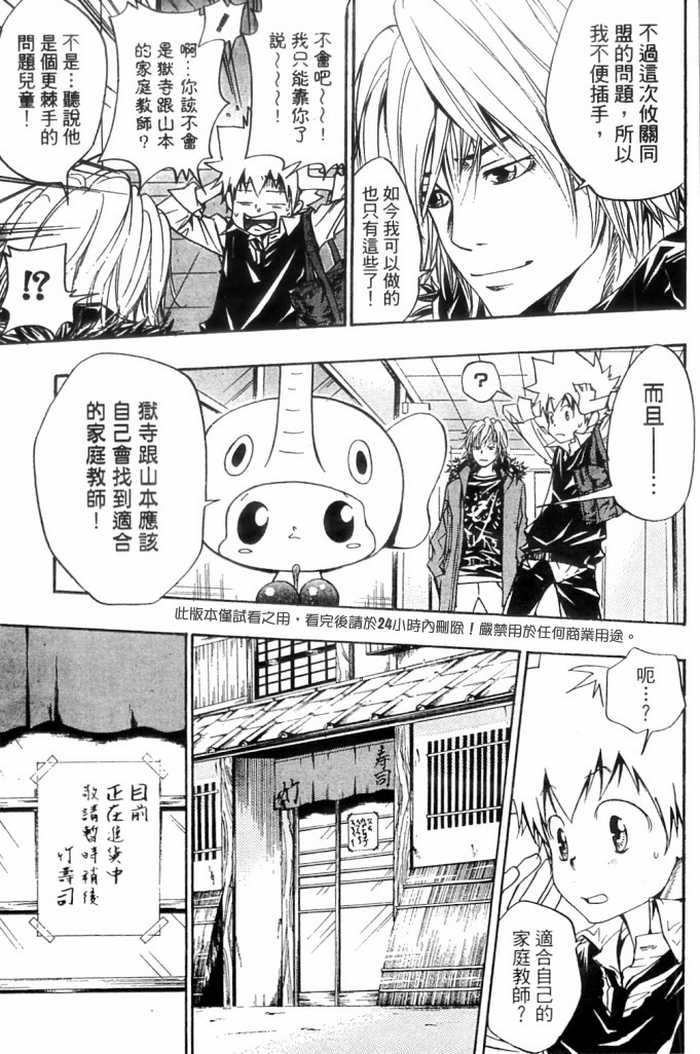 不過這次攸關同
盟的問題，所以
我不便插手，
如今我可以做的
也只有這些了！
不會吧～～～！
我只能靠你了
說～～～～！
啊…你該不會
是獄寺跟山本
的家庭教師？
不是…聽說他
是個更棘手的
問題兒童！
!?
而且
———…
?
獄寺跟山本應該
自己會找到適合
的家庭教師！
此版本僅試看之用，看完後請於24小時內刪除！嚴禁用於任何商業用途。
呃…？
適合自己的
家庭教師？
竹
壽司
目前
正在進貨中
敬請暫時稍後
竹壽司